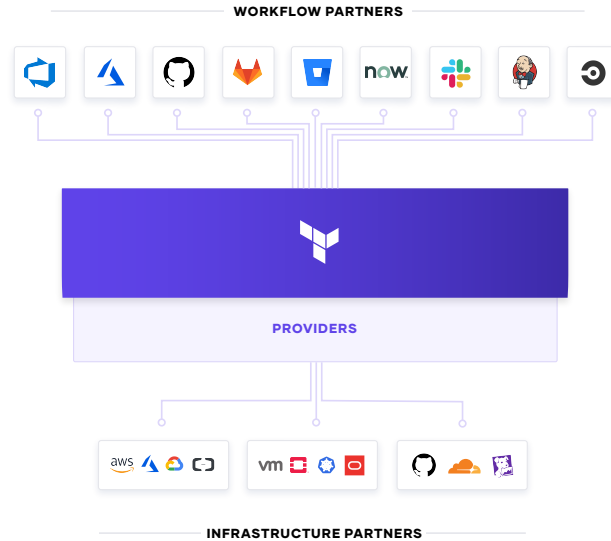 WORKFLOW PARTNERS
now
PROVIDERS
aws
vm
INFRASTRUCTURE PARTNERS